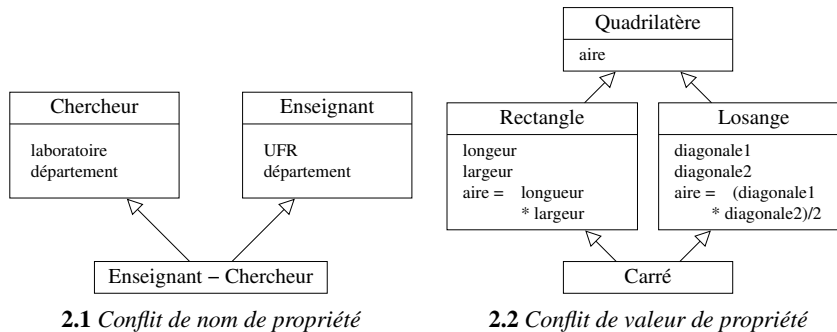 Chercheur
laboratoire
département
Enseignant
UFR
département
Enseignant – Chercheur
2.1 Conflit de nom de propriété
Quadrilatère
aire
Rectangle
longeur
largeur
aire = longueur
* largeur
Losange
diagonale1
diagonale2
aire = (diagonale1
* diagonale2)/2
Carré
2.2 Conflit de valeur de propriété